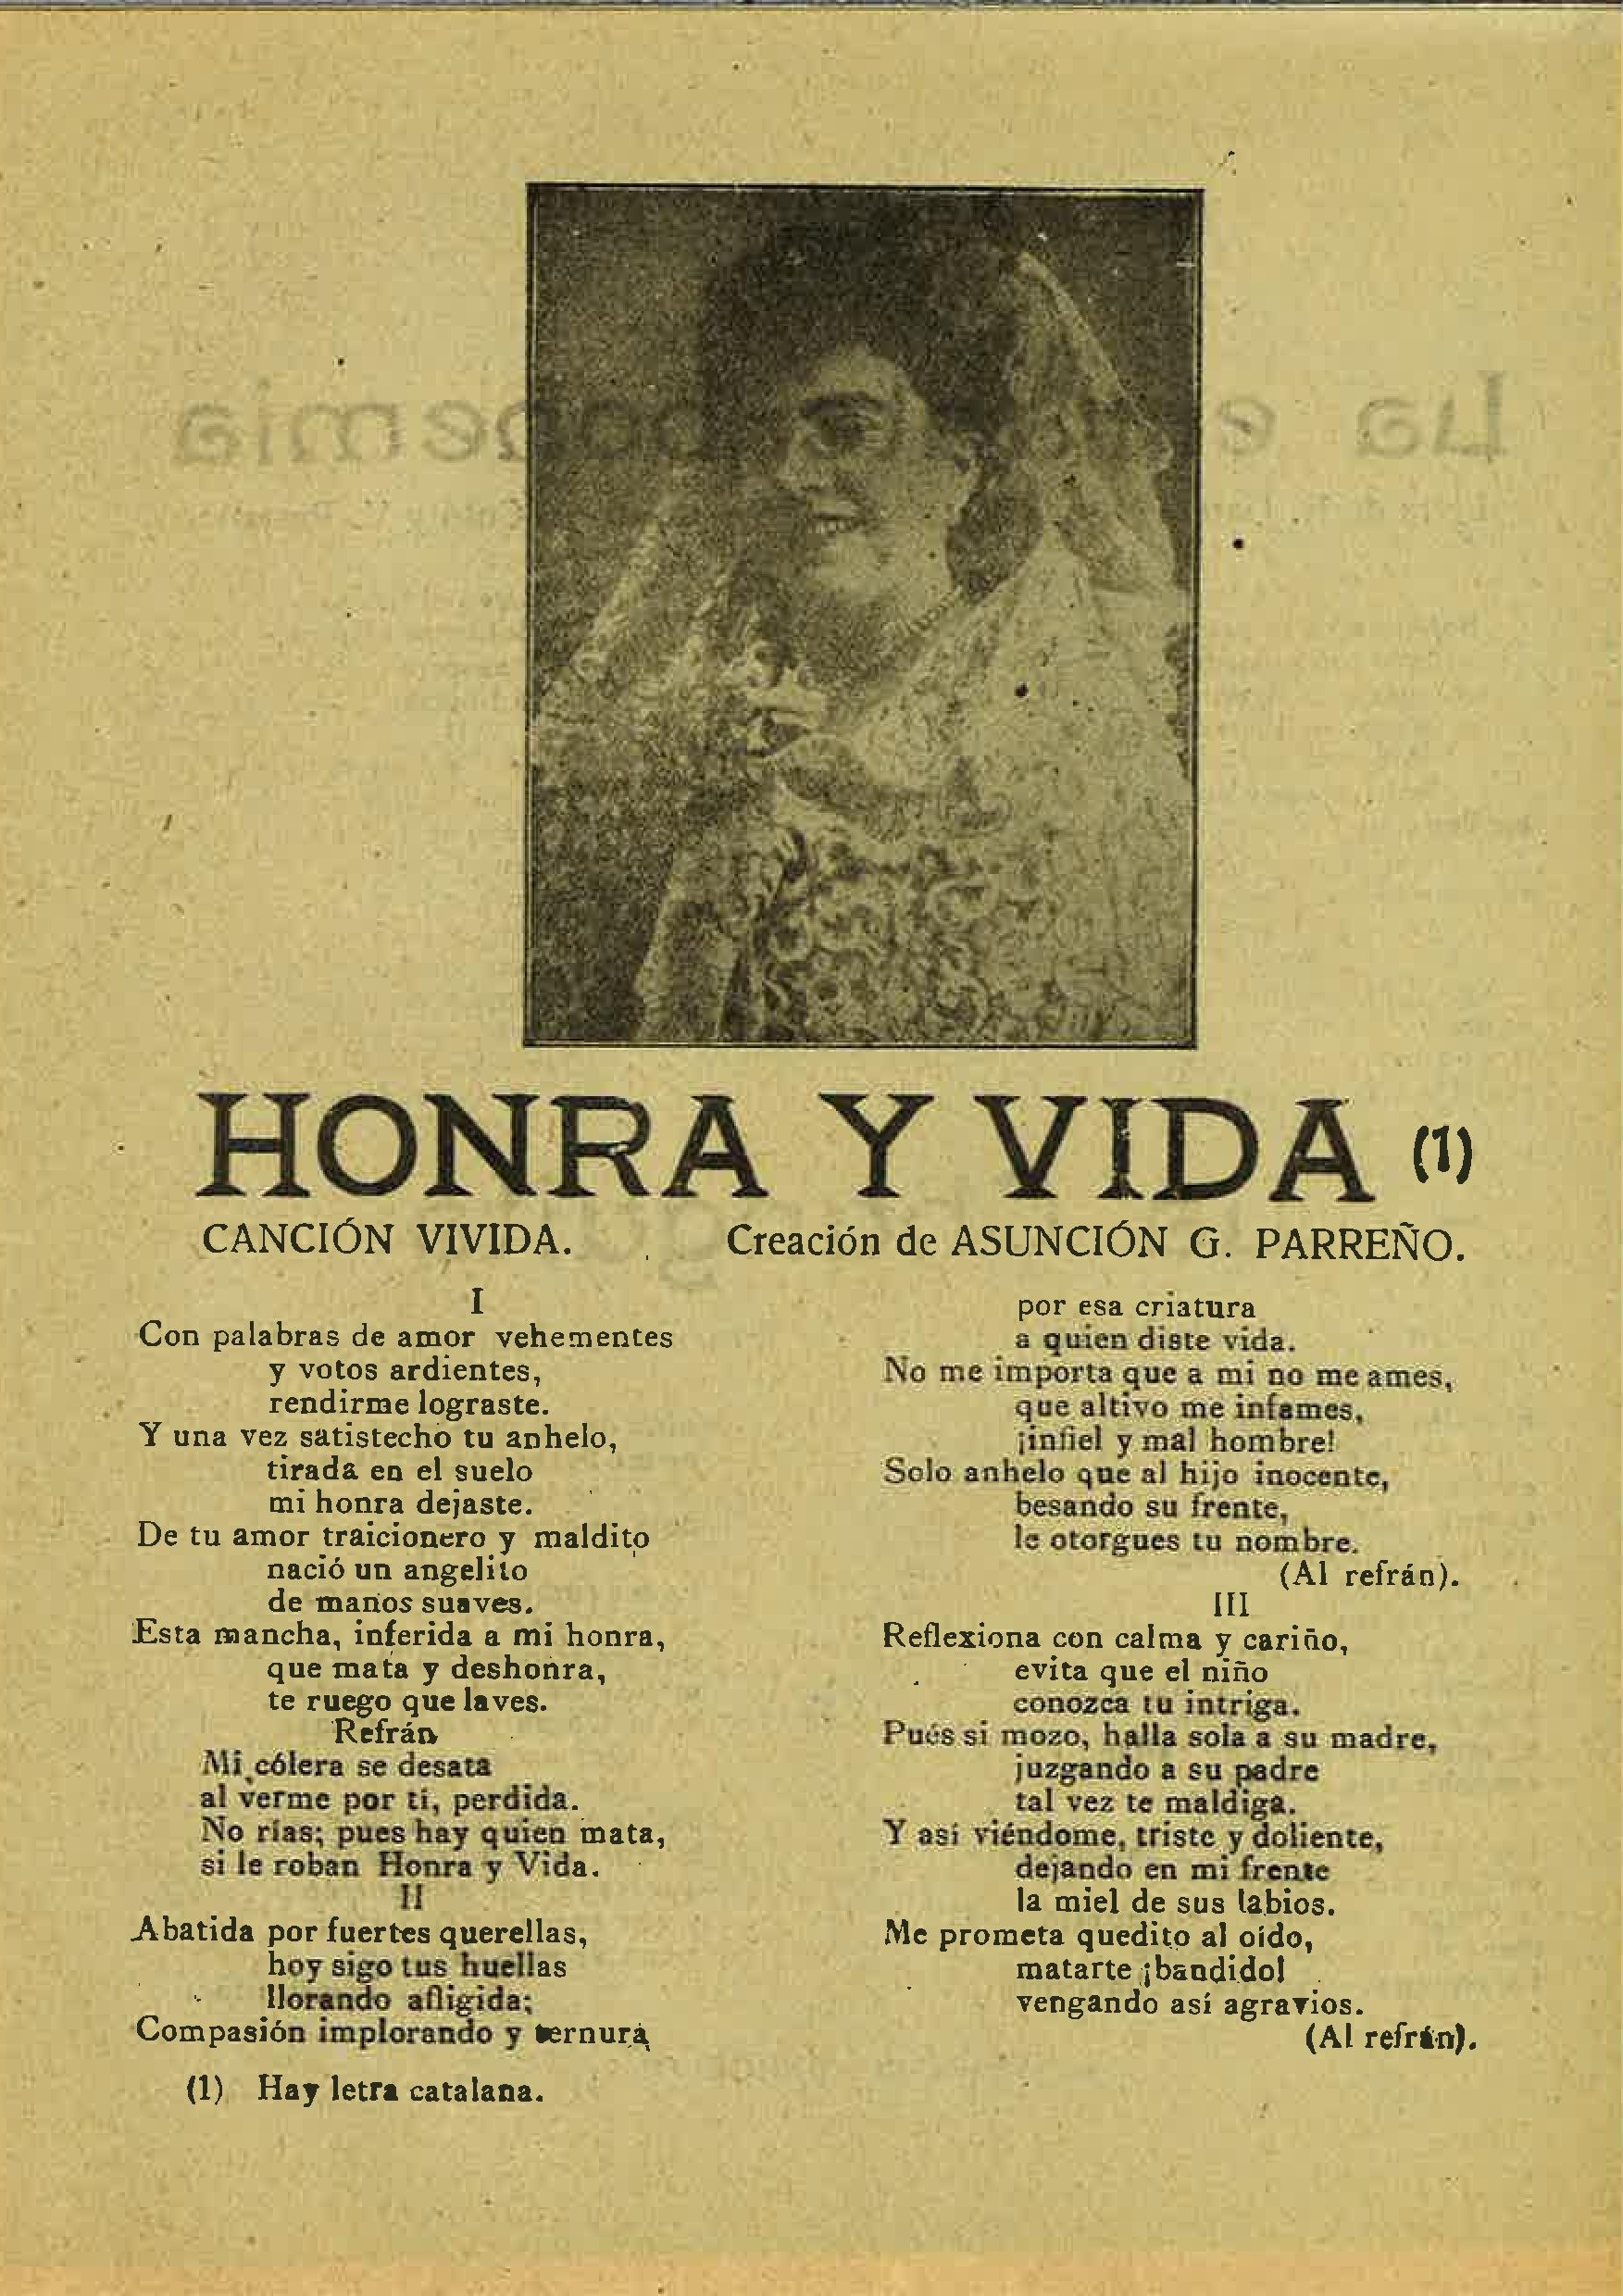 HONRA Y VIDA (1)
CANCIÓN VIVIDA. Creación de ASUNCIÓN G. PARREÑO.
I
Con palabras de amor vehementes
y votos ardientes,
rendirme lograste.
Y una vez satistecho tu anhelo,
tirada en el suelo
mi honra dejaste.
De tu amor traicionero y maldito
nació un angelito
de manos suaves.
Esta mancha, inferida a mi honra,
que mata y deshonra,
te ruego que laves.
Refrán
Mi cólera se desata
al verme por ti, perdida.
No rías; pues hay quien mata,
si le roban Honra y Vida.
II
Abatida por fuertes querellas,
hoy sigo tus huellas
llorando afligida;
Compasión implorando y ternura
por esa criatura
a quien diste vida.
No me importa que a mi no me ames,
que altivo me infames,
¡infiel y mal hombre!
Solo anhelo que al hijo inocente,
besando su frente,
le otorgues tu nombre.
(Al refrán).
III
Reflexiona con calma y cariño,
evita que el niño
conozca tu intriga.
Pués si mozo, halla sola a su madre,
juzgando a su padre
tal vez te maldiga.
Y así viéndome, triste y doliente,
dejando en mi frente
la miel de sus labios.
Me prometa quedito al oído,
matarte ¡bandido!
vengando así agravios.
(Al refrán).
(1) Hay letra catalana.